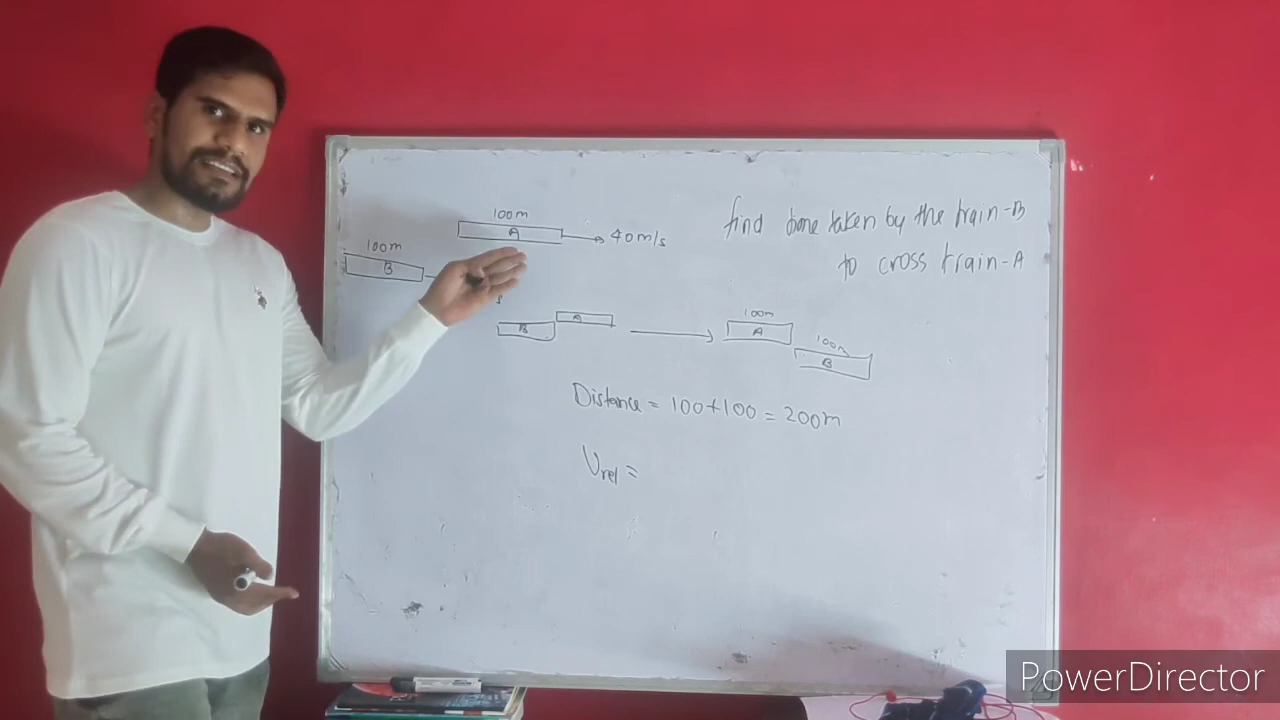 100m
A
40m/s
100m
B
find time taken by the train-B
to cross train-A
B
A
100m
A
100m
B
Distance = 100+100 = 200m
Vrel =
PowerDirector